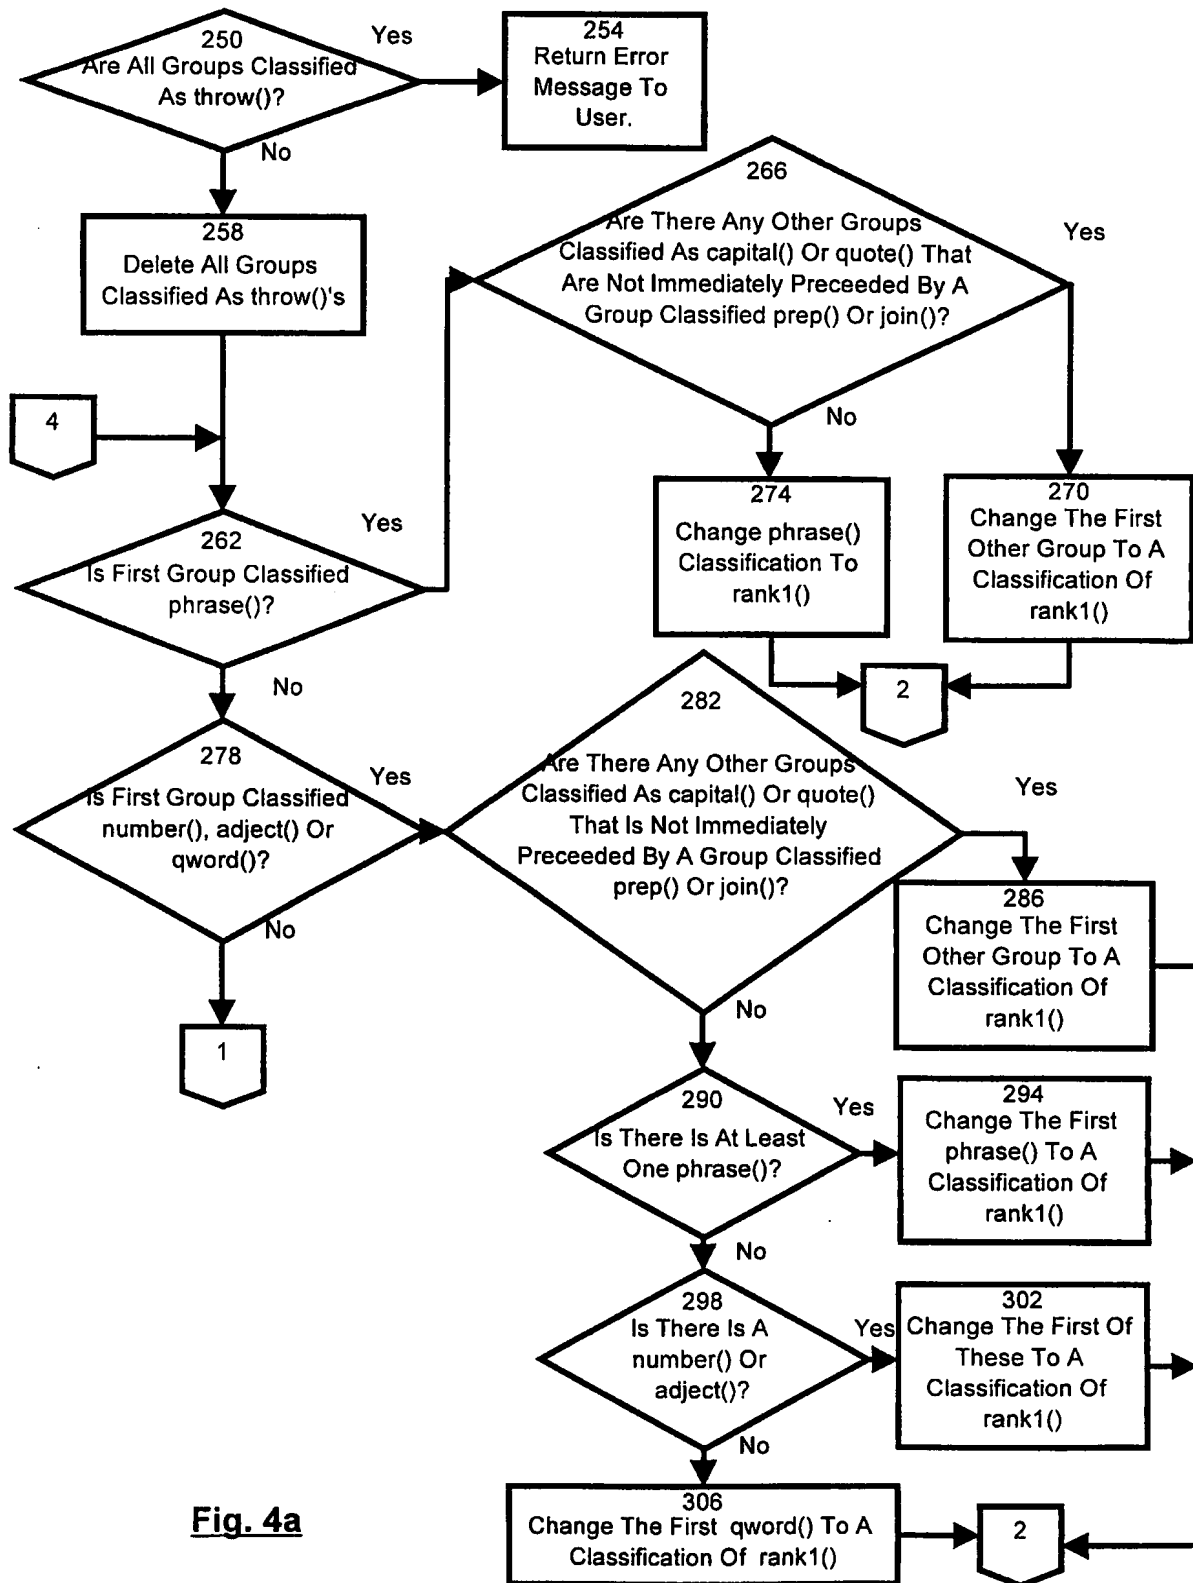 250
Are All Groups Classified
As throw()?
Yes
254
Return Error
Message To
User.
No
258
Delete All Groups
Classified As throw()'s
266
Are There Any Other Groups
Classified As capital() Or quote() That
Are Not Immediately Preceeded By A
Group Classified prep() Or join()?
Yes
No
4
262
Is First Group Classified
phrase()?
Yes
No
274
Change phrase()
Classification To
rank1()
270
Change The First
Other Group To A
Classification Of
rank1()
2
278
Is First Group Classified
number(), adject() Or
qword()?
Yes
No
1
282
Are There Any Other Groups
Classified As capital() Or quote()
That Is Not Immediately
Preceeded By A Group Classified
prep() Or join()?
Yes
No
286
Change The First
Other Group To A
Classification Of
rank1()
290
Is There Is At Least
One phrase()?
Yes
No
294
Change The First
phrase() To A
Classification Of
rank1()
298
Is There Is A
number() Or
adject()?
Yes
No
302
Change The First Of
These To A
Classification Of
rank1()
306
Change The First qword() To A
Classification Of rank1()
2
Fig. 4a